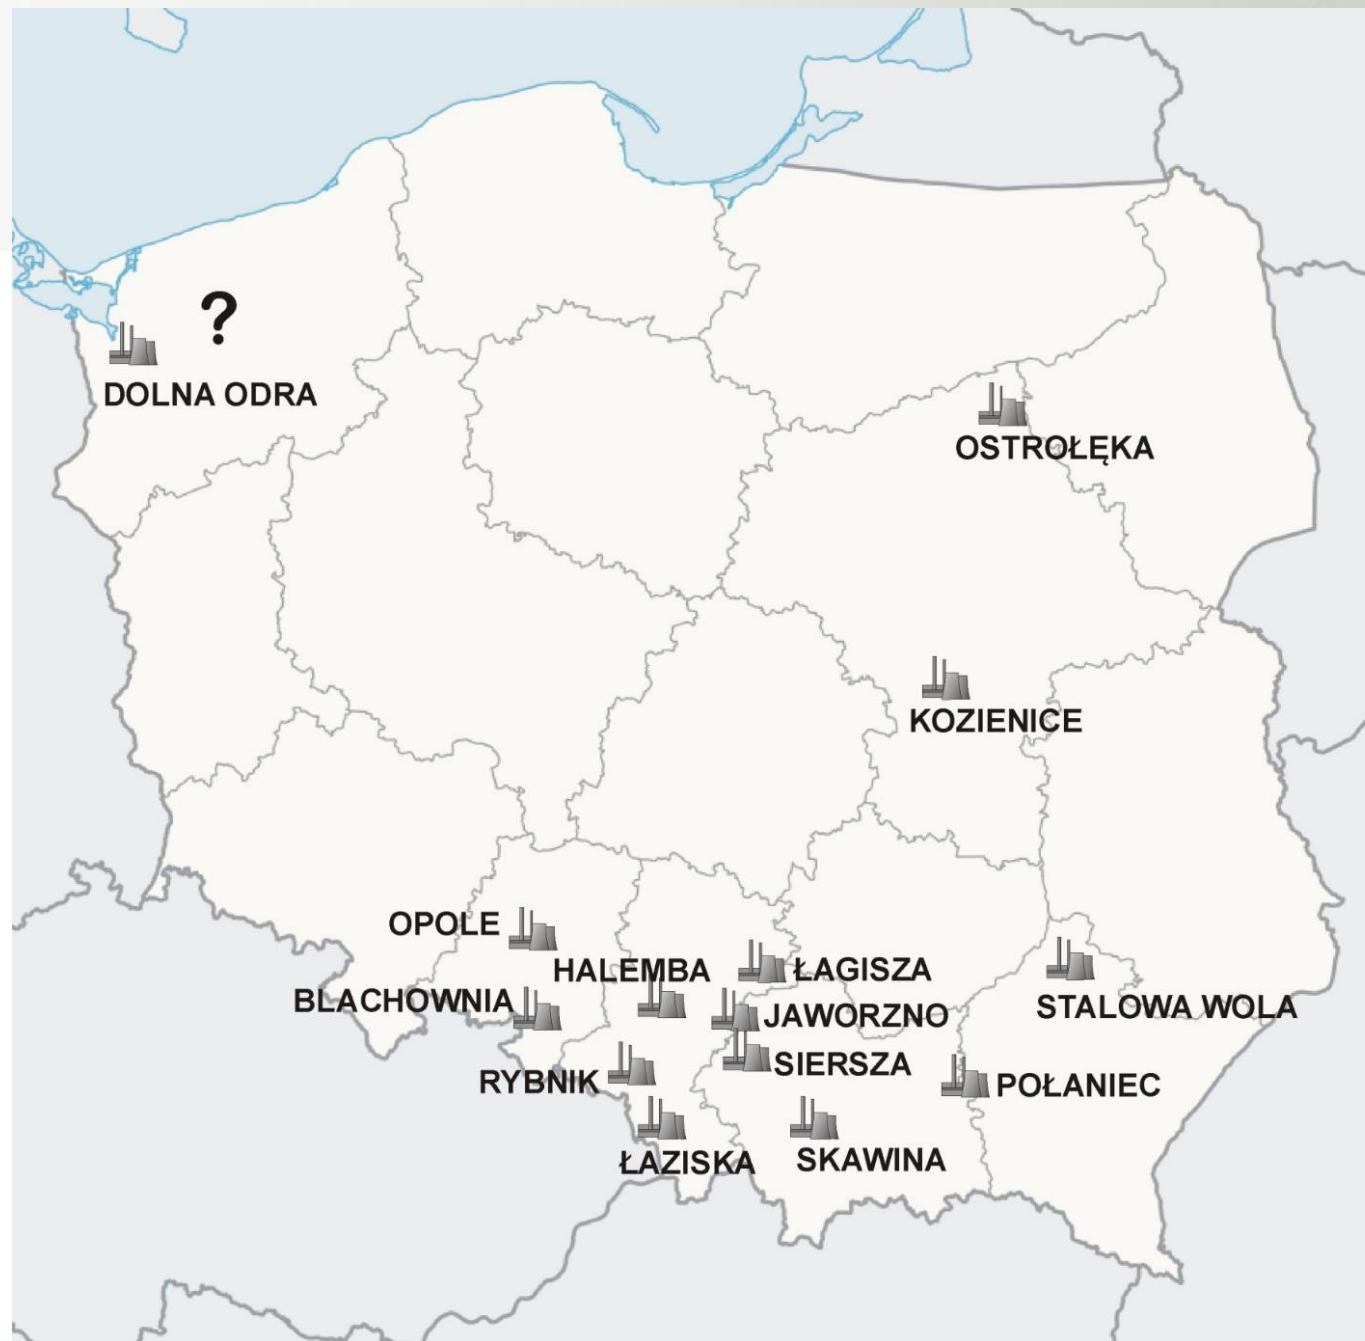 ?
DOLNA ODRA
OSTROŁĘKA
KOZIENICE
OPOLE
HALEMBA
ŁAGISZA
BLACHOWNIA
JAWORZNO
STALOWA WOLA
SIERSZA
RYBNIK
POŁANIEC
ŁAZISKA
SKAWINA